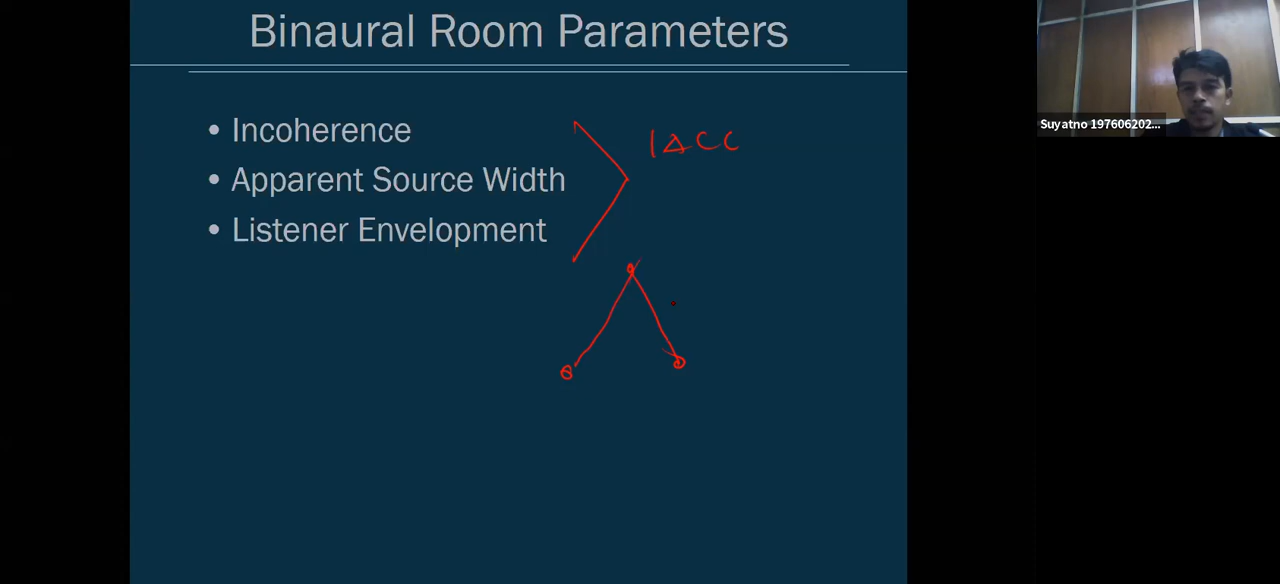 Binaural Room Parameters
• Incoherence
• Apparent Source Width
• Listener Envelopment
IACC
Suyatno 197606202...